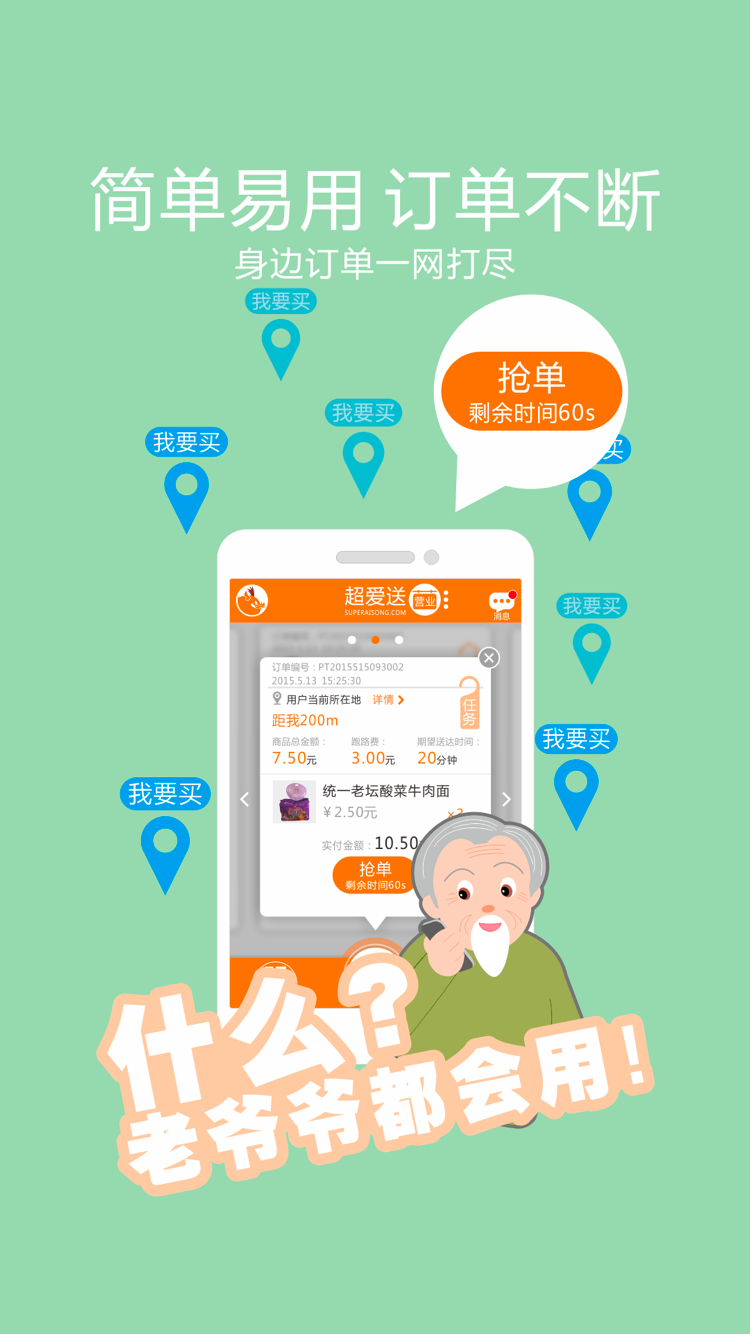 简单易用 订单不断
身边订单一网打尽
我要买
抢单
剩余时间60s
我要买
我要买
买
我要买
我要买
我要买
超爱送
SUPERAISONG.COM
营业
消息
订单编号：PT2015515093002
2015.5.13 15:25:30
用户当前所在地 详情
任务
距我200m
商品总金额： 跑路费： 期望送达时间：
7.50元 3.00元 20分钟
统一老坛酸菜牛肉面
￥2.50元
实付金额：10.50
抢单
剩余时间60s
什么？
老爷爷都会用！